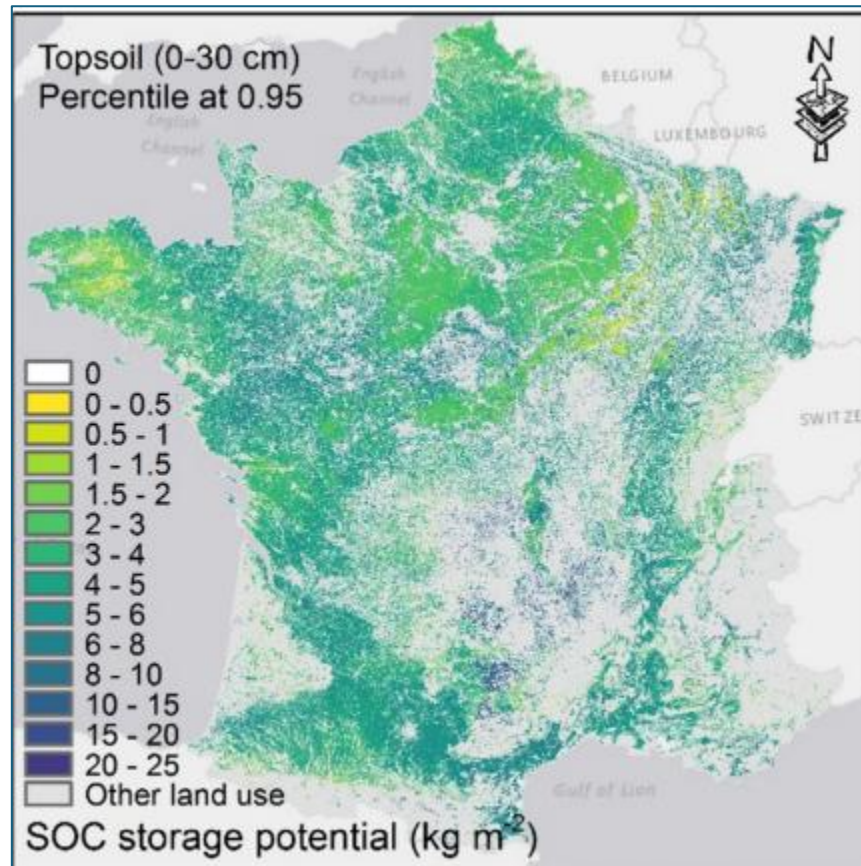 Topsoil (0-30 cm)
Percentile at 0.95
N
English
Channel
English
Channel
BELGIUM
LUXEMBOURG
SWITZE
0
0 - 0.5
0.5 - 1
1 - 1.5
1.5 - 2
2 - 3
3 - 4
4 - 5
5 - 6
6 - 8
8 - 10
10 - 15
15 - 20
20 - 25
Other land use
Gulf of Lion
SOC storage potential (kg m⁻²)